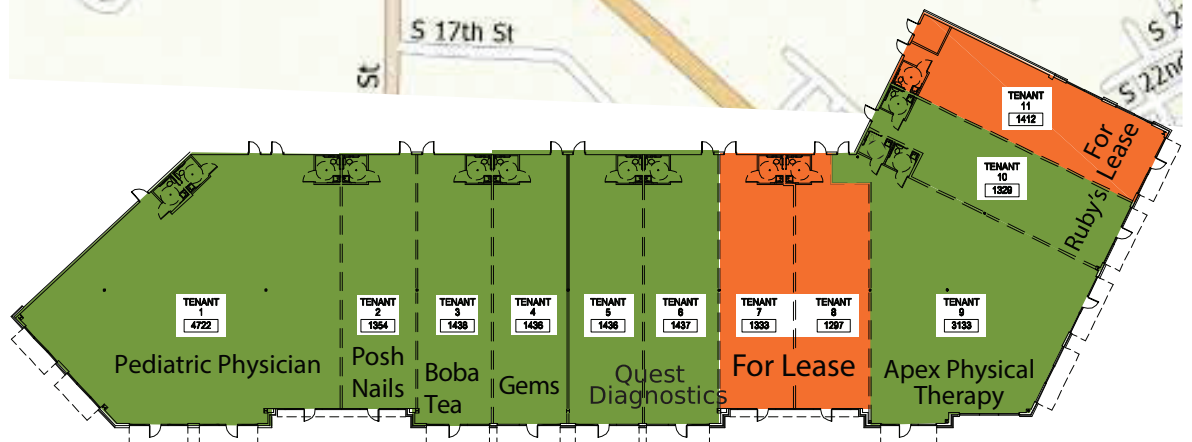 S 17th St
St
S 2
S 22nd
TENANT
11
1412
For
Lease
TENANT
10
1329
Ruby's
TENANT
1
4722
Pediatric Physician
TENANT
2
1354
Posh
Nails
TENANT
3
1436
Boba
Tea
TENANT
4
1436
Gems
TENANT
5
1436
TENANT
6
1437
Quest
Diagnostics
TENANT
7
1333
TENANT
8
1297
For Lease
TENANT
9
3133
Apex Physical
Therapy